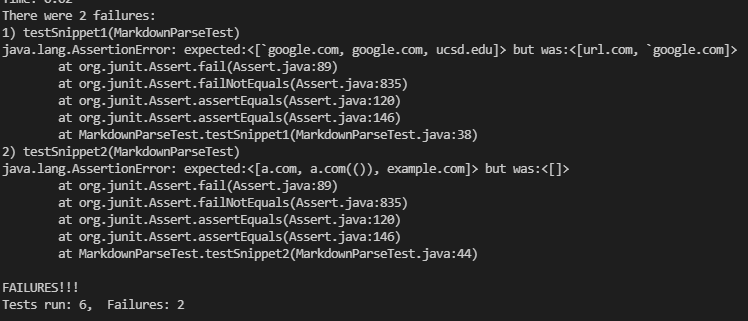 Time: 0.02
There were 2 failures:
1) testSnippet1(MarkdownParseTest)
java.lang.AssertionError: expected:<[`google.com, google.com, ucsd.edu]> but was:<[url.com, `google.com]>
at org.junit.Assert.fail(Assert.java:89)
at org.junit.Assert.failNotEquals(Assert.java:835)
at org.junit.Assert.assertEquals(Assert.java:120)
at org.junit.Assert.assertEquals(Assert.java:146)
at MarkdownParseTest.testSnippet1(MarkdownParseTest.java:38)
2) testSnippet2(MarkdownParseTest)
java.lang.AssertionError: expected:<[a.com, a.com(()), example.com]> but was:<[]>
at org.junit.Assert.fail(Assert.java:89)
at org.junit.Assert.failNotEquals(Assert.java:835)
at org.junit.Assert.assertEquals(Assert.java:120)
at org.junit.Assert.assertEquals(Assert.java:146)
at MarkdownParseTest.testSnippet2(MarkdownParseTest.java:44)
FAILURES!!!
Tests run: 6,  Failures: 2